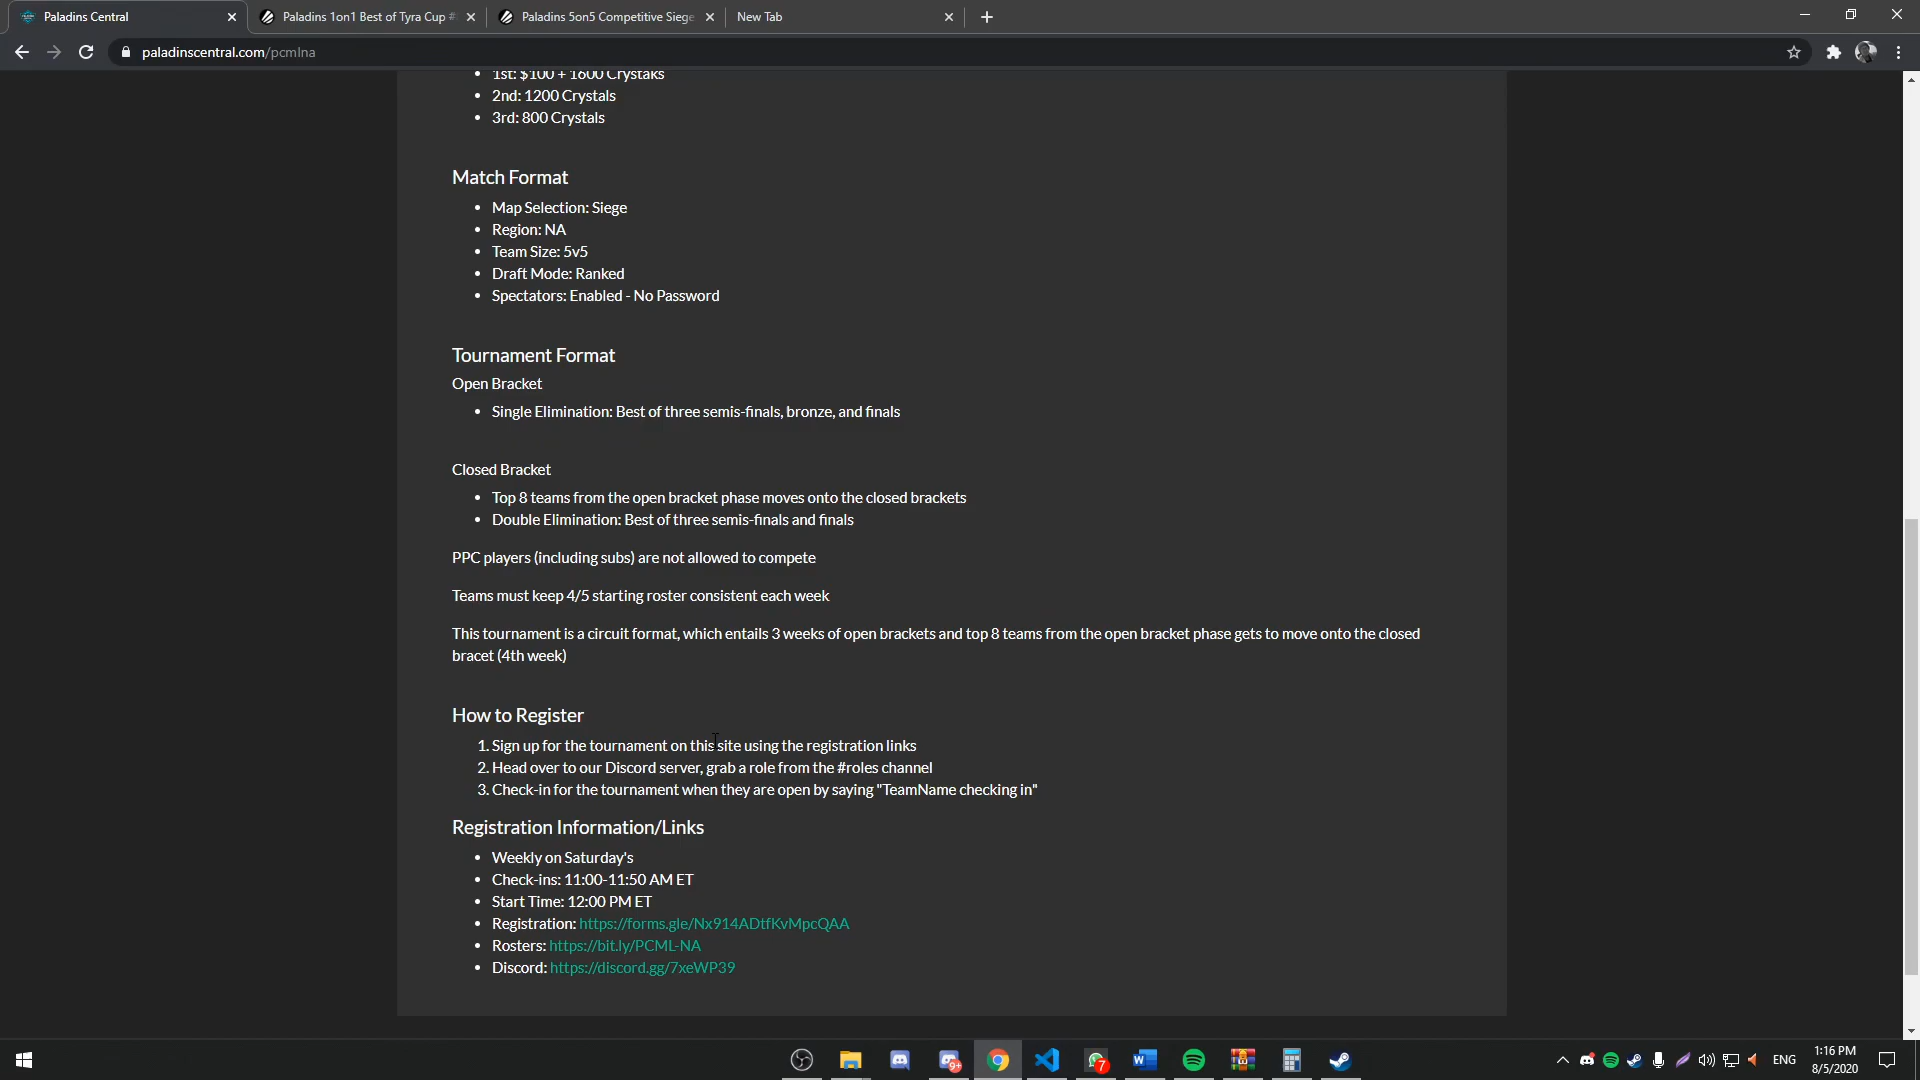 Paladins Central
Paladins 1on1 Best of Tyra Cup #
Paladins 5on5 Competitive Siege
New Tab
paladinscentral.com/pcmlna
1st: $100 + 1600 Crystaks
2nd: 1200 Crystals
3rd: 800 Crystals
Match Format
Map Selection: Siege
Region: NA
Team Size: 5v5
Draft Mode: Ranked
Spectators: Enabled - No Password
Tournament Format
Open Bracket
Single Elimination: Best of three semis-finals, bronze, and finals
Closed Bracket
Top 8 teams from the open bracket phase moves onto the closed brackets
Double Elimination: Best of three semis-finals and finals
PPC players (including subs) are not allowed to compete
Teams must keep 4/5 starting roster consistent each week
This tournament is a circuit format, which entails 3 weeks of open brackets and top 8 teams from the open bracket phase gets to move onto the closed
bracet (4th week)
How to Register
1. Sign up for the tournament on this site using the registration links
2. Head over to our Discord server, grab a role from the #roles channel
3. Check-in for the tournament when they are open by saying "TeamName checking in"
Registration Information/Links
Weekly on Saturday's
Check-ins: 11:00-11:50 AM ET
Start Time: 12:00 PM ET
Registration: https://forms.gle/Nx914ADtfKvMpcQAA
Rosters: https://bit.ly/PCML-NA
Discord: https://discord.gg/7xeWP39
9+
7
W
ENG
1:16 PM
8/5/2020